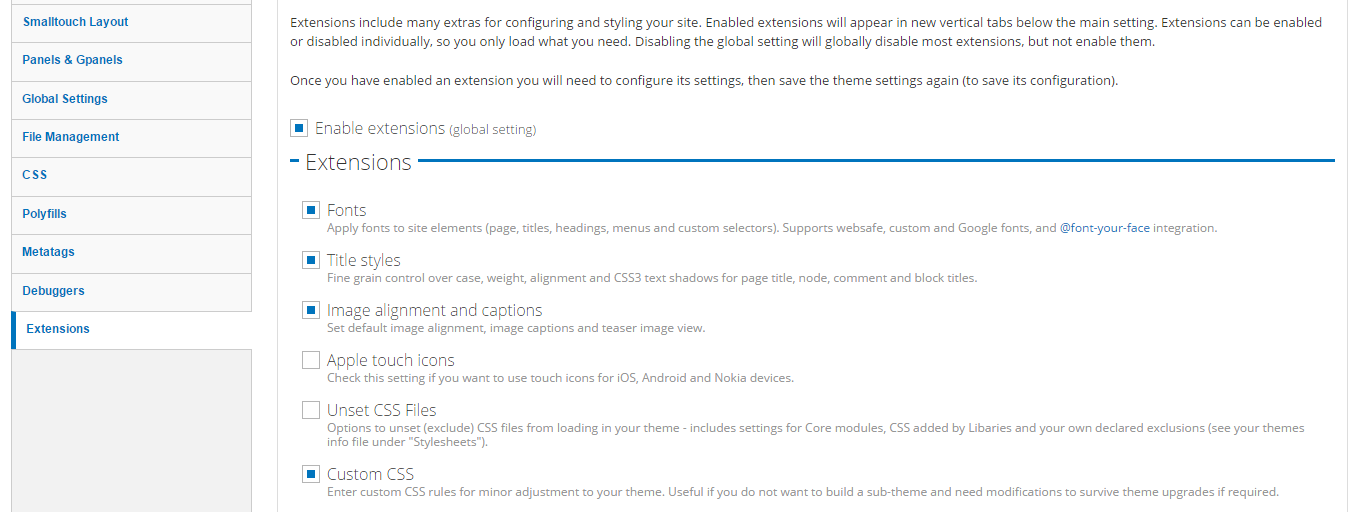 Smalltouch Layout
Panels & Gpanels
Global Settings
File Management
CSS
Polyfills
Metatags
Debuggers
Extensions
Extensions include many extras for configuring and styling your site. Enabled extensions will appear in new vertical tabs below the main setting. Extensions can be enabled
or disabled individually, so you only load what you need. Disabling the global setting will globally disable most extensions, but not enable them.
Once you have enabled an extension you will need to configure its settings, then save the theme settings again (to save its configuration).
Enable extensions (global setting)
Extensions
Fonts
Apply fonts to site elements (page, titles, headings, menus and custom selectors). Supports websafe, custom and Google fonts, and @font-your-face integration.
Title styles
Fine grain control over case, weight, alignment and CSS3 text shadows for page title, node, comment and block titles.
Image alignment and captions
Set default image alignment, image captions and teaser image view.
Apple touch icons
Check this setting if you want to use touch icons for iOS, Android and Nokia devices.
Unset CSS Files
Options to unset (exclude) CSS files from loading in your theme - includes settings for Core modules, CSS added by Libaries and your own declared exclusions (see your themes
info file under "Stylesheets").
Custom CSS
Enter custom CSS rules for minor adjustment to your theme. Useful if you do not want to build a sub-theme and need modifications to survive theme upgrades if required.